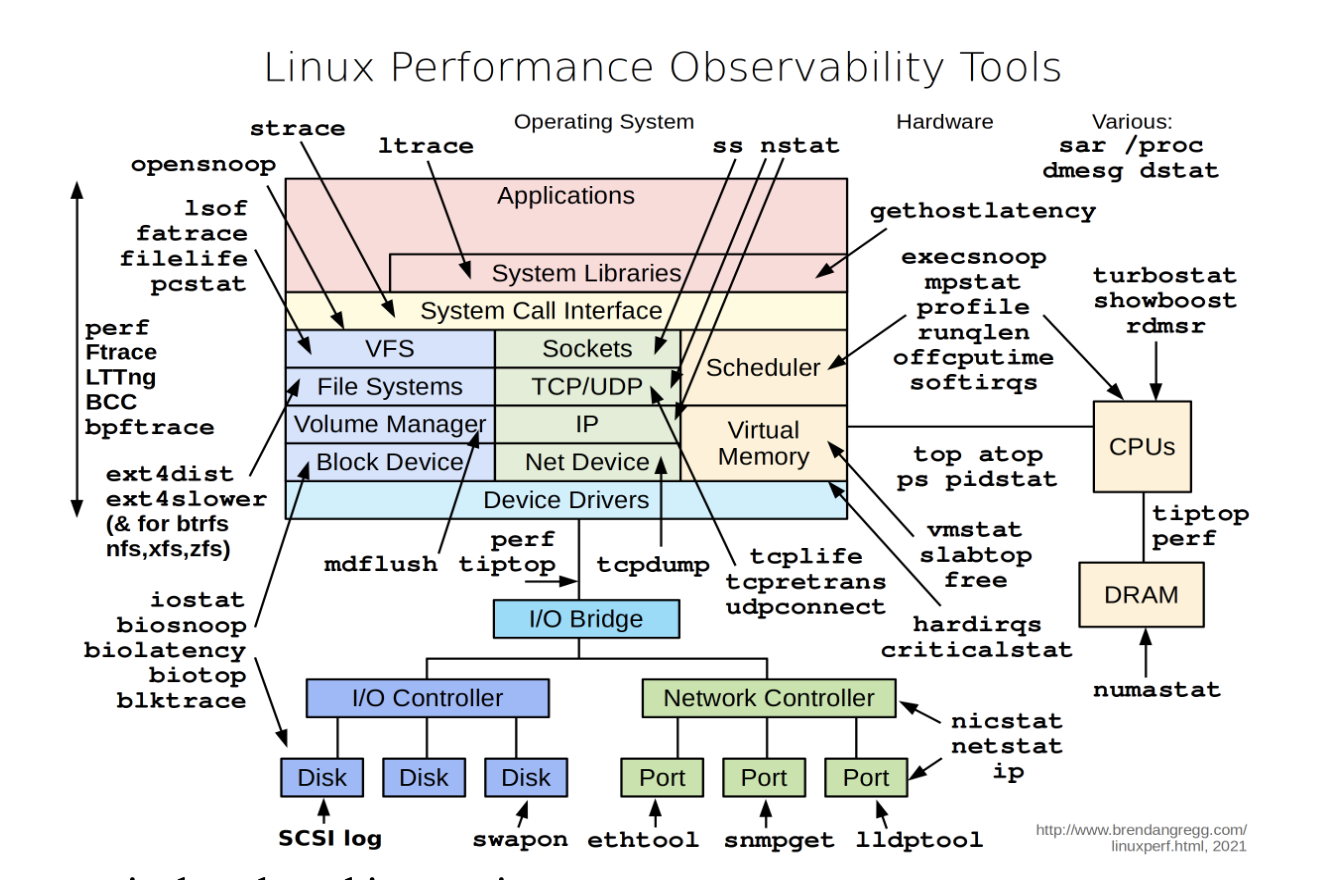 Linux Performance Observability Tools
Operating System
Hardware
Various:
sar /proc
dmesg dstat
strace
ltrace
ss nstat
opensnoop
lsof
fatrace
filelife
pcstat
perf
Ftrace
LTTng
BCC
bpftrace
ext4dist
ext4slower
(& for btrfs
nfs,xfs,zfs)
iostat
biosnoop
biolatency
biotop
blktrace
Applications
System Libraries
System Call Interface
VFS
Sockets
Scheduler
File Systems
TCP/UDP
Volume Manager
IP
Virtual
Memory
Block Device
Net Device
Device Drivers
gethostlatency
execsnoop
mpstat
profile
runqlen
offcputime
softirqs
turbostat
showboost
rdmsr
CPUs
top atop
ps pidstat
tiptop
perf
DRAM
numastat
vmstat
slabtop
free
hardirqs
criticalstat
mdflush
perf
tiptop
tcpdump
tcplife
tcpretrans
udpconnect
I/O Bridge
I/O Controller
Network Controller
nicstat
netstat
ip
Disk
Disk
Disk
Port
Port
Port
SCSI log
swapon
ethtool
snmpget
lldptool
http://www.brendangregg.com/
linuxperf.html, 2021